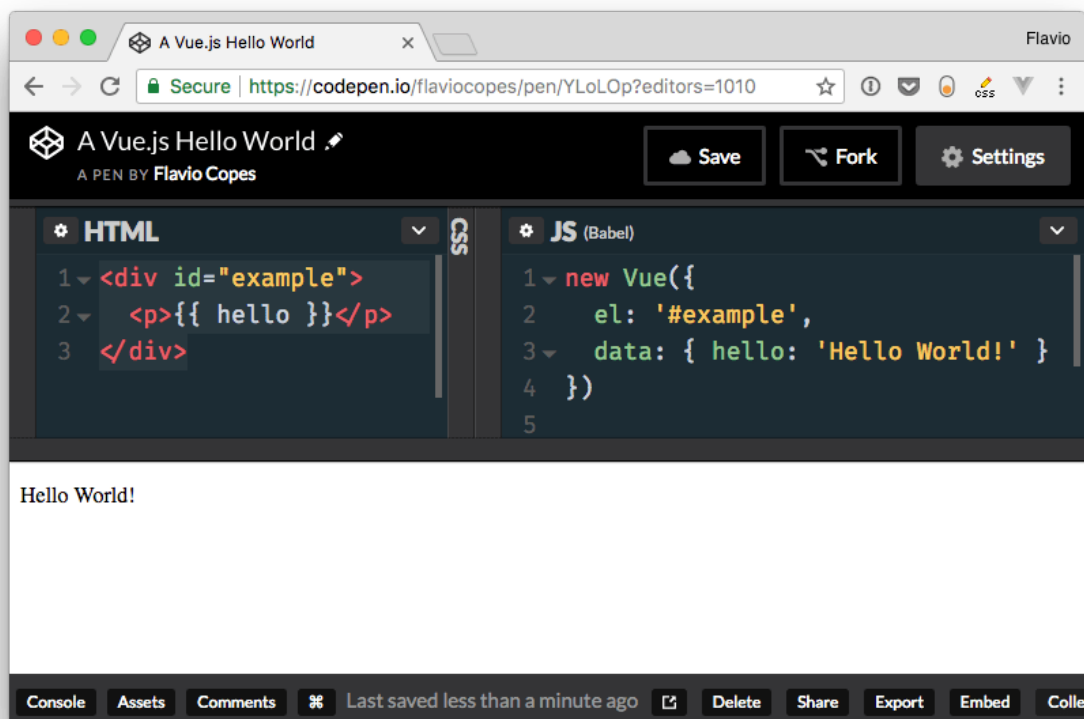 A Vue.js Hello World
Flavio
Secure https://codepen.io/flaviocopes/pen/YLoLOp?editors=1010
css
A Vue.js Hello World
A PEN BY Flavio Copes
Save
Fork
Settings
HTML
1 <div id="example">
2   <p>{{ hello }}</p>
3 </div>
CSS
JS (Babel)
1 new Vue({
2   el: '#example',
3   data: { hello: 'Hello World!' }
4 })
5
Hello World!
Console Assets Comments ⌘ Last saved less than a minute ago Delete Share Export Embed Colle